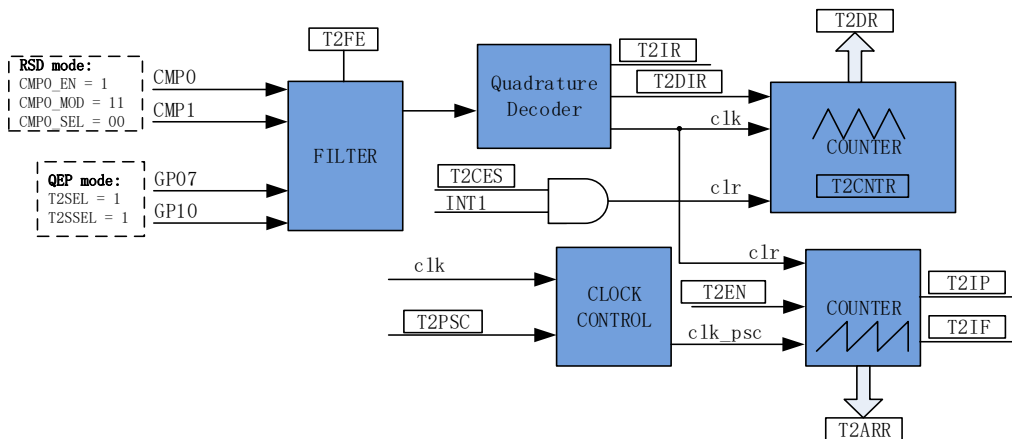 T2FE
T2DR
RSD mode:
CMP0_EN = 1
CMP0_MOD = 11
CMP0_SEL = 00
CMP0
CMP1
QEP mode:
T2SEL = 1
T2SSEL = 1
GP07
GP10
FILTER
Quadrature
Decoder
T2IR
T2DIR
clk
clr
COUNTER
T2CNTR
T2CES
INT1
clk
T2PSC
CLOCK
CONTROL
clr
T2EN
clk_psc
COUNTER
T2IP
T2IF
T2ARR